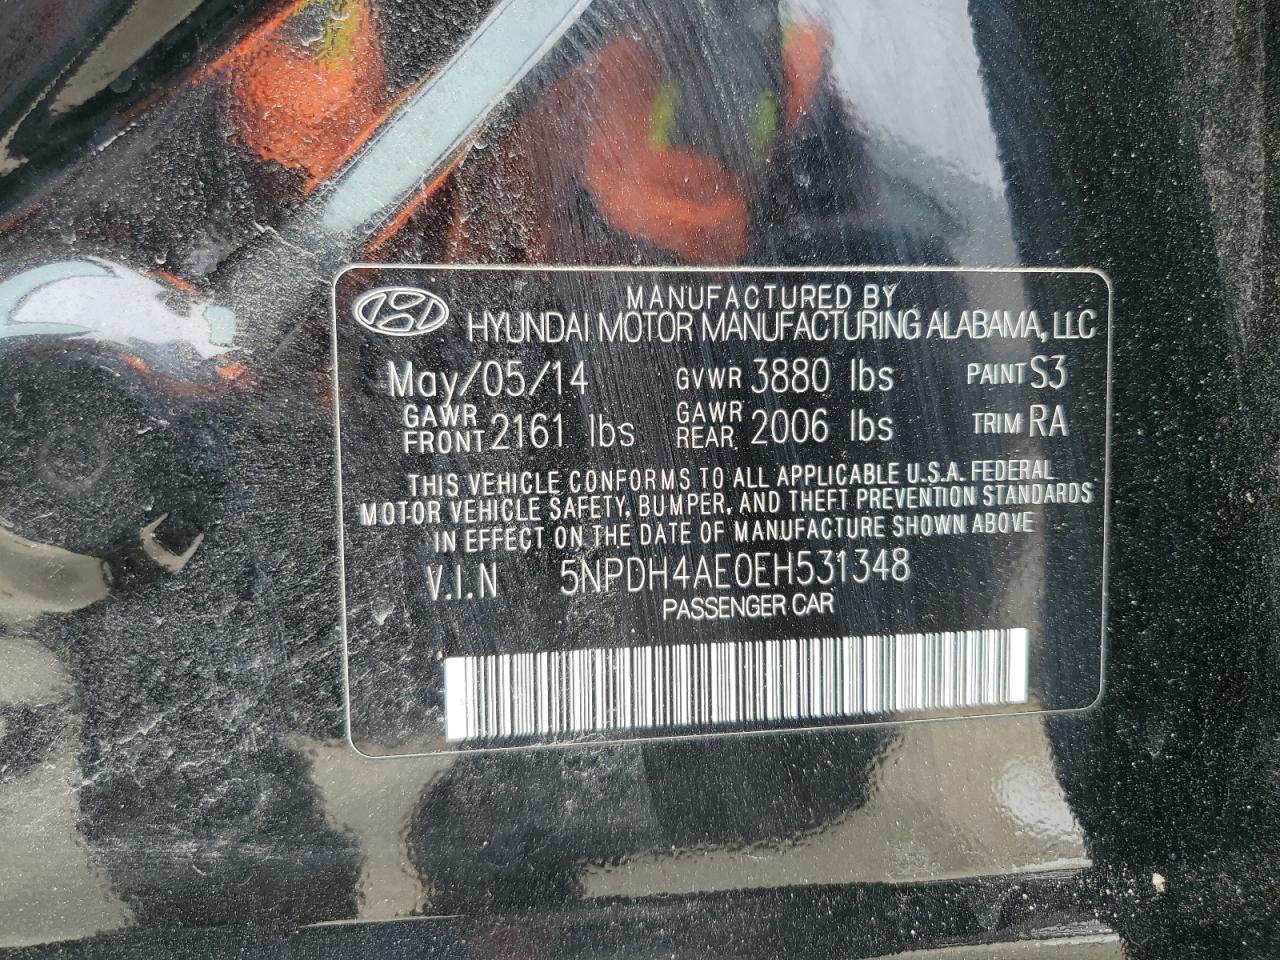 MANUFACTURED BY
HYUNDAI MOTOR MANUFACTURING ALABAMA, LLC
May/05/14 GVWR 3880 lbs PAINT S3
GAWR FRONT 2161 lbs GAWR REAR 2006 lbs TRIM RA
THIS VEHICLE CONFORMS TO ALL APPLICABLE U.S.A. FEDERAL
MOTOR VEHICLE SAFETY, BUMPER, AND THEFT PREVENTION STANDARDS
IN EFFECT ON THE DATE OF MANUFACTURE SHOWN ABOVE
V.I.N 5NPDH4AE0EH531348
PASSENGER CAR